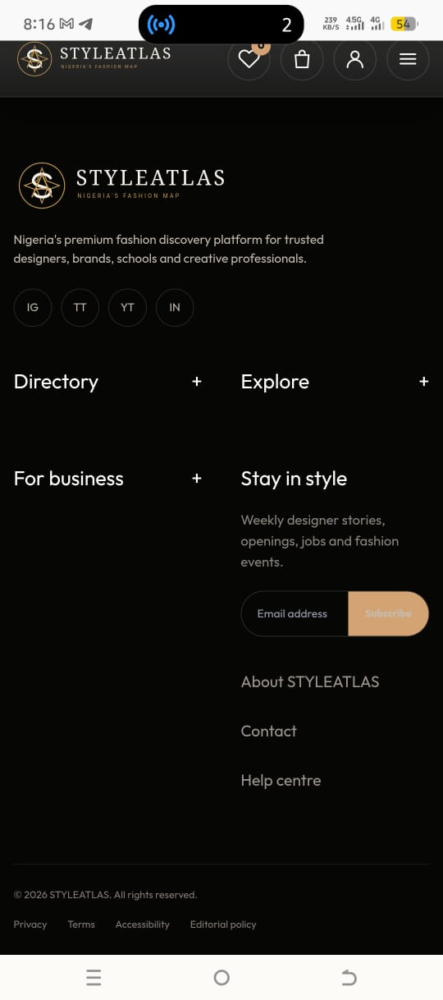 8:16
2
239
KB/S
4.5G
4G
54
STYLEATLAS
NIGERIA'S FASHION MAP
STYLEATLAS
NIGERIA'S FASHION MAP
Nigeria's premium fashion discovery platform for trusted
designers, brands, schools and creative professionals.
IG TT YT IN
Directory +
Explore +
For business +
Stay in style
Weekly designer stories,
openings, jobs and fashion
events.
Email address Subscribe
About STYLEATLAS
Contact
Help centre
© 2026 STYLEATLAS. All rights reserved.
Privacy Terms Accessibility Editorial policy